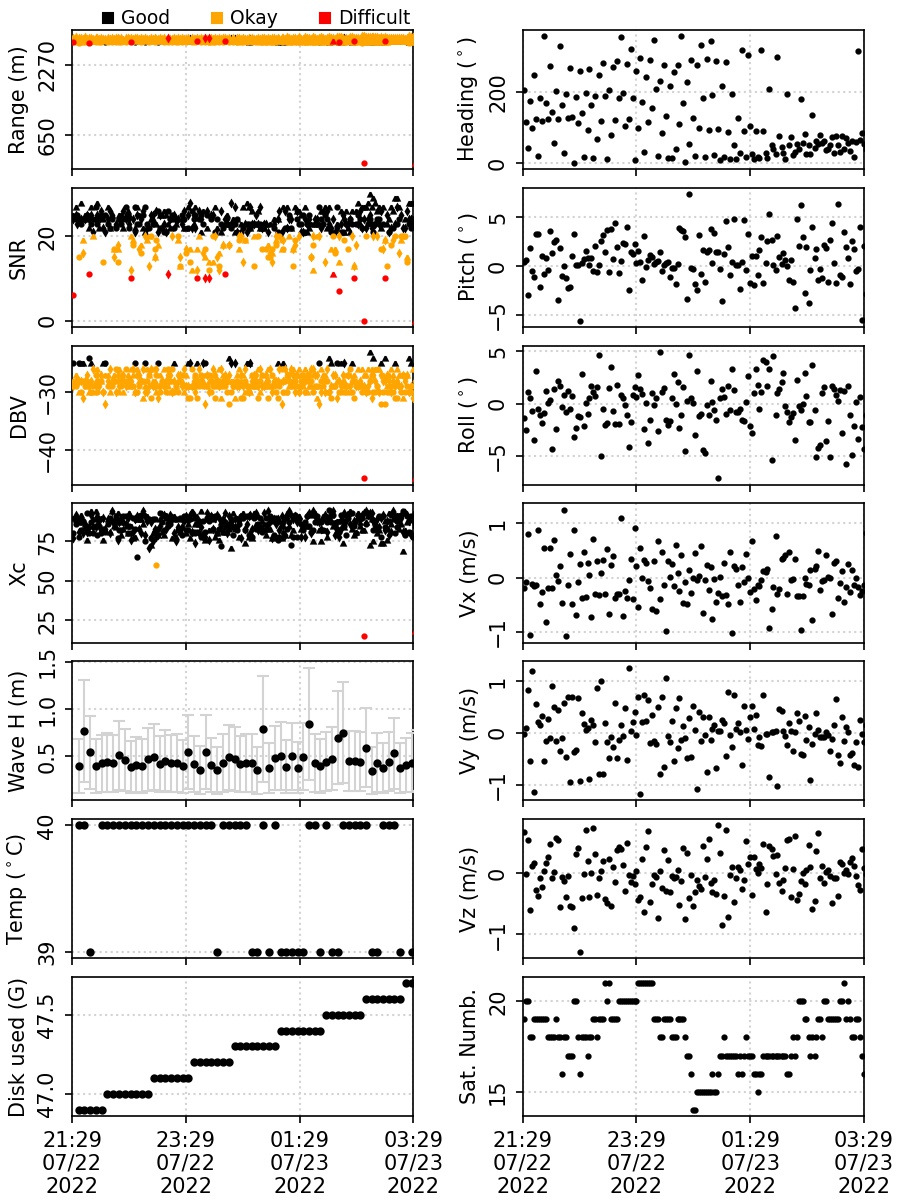 Good Okay Difficult
Range (m)
2270
650
Heading (°)
200
0
SNR
20
0
Pitch (°)
5
0
−5
DBV
−30
−40
Roll (°)
5
0
−5
Xc
75
50
25
Vx (m/s)
1
0
−1
Wave H (m)
1.5
1.0
0.5
Vy (m/s)
1
0
−1
Temp (°C)
40
39
Vz (m/s)
0
−1
Disk used (G)
47.5
47.0
Sat. Numb.
20
15
21:29 23:29 01:29 03:29
07/22 07/22 07/23 07/23
2022 2022 2022 2022
21:29 23:29 01:29 03:29
07/22 07/22 07/23 07/23
2022 2022 2022 2022